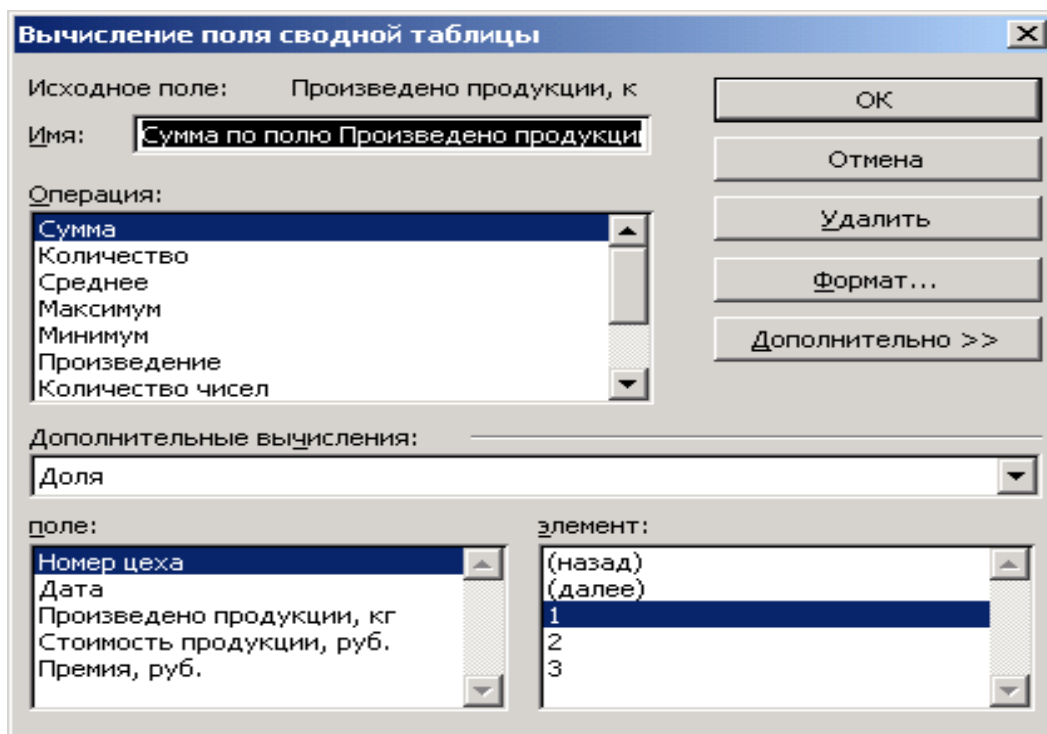 Вычисление поля сводной таблицы
Исходное поле: Произведено продукции, к
Имя: Сумма по полю Произведено продукци
Операция:
Сумма
Количество
Среднее
Максимум
Минимум
Произведение
Количество чисел
ОК
Отмена
Удалить
Формат...
Дополнительно >>
Дополнительные вычисления:
Доля
поле:
Номер цеха
Дата
Произведено продукции, кг
Стоимость продукции, руб.
Премия, руб.
элемент:
(назад)
(далее)
1
2
3